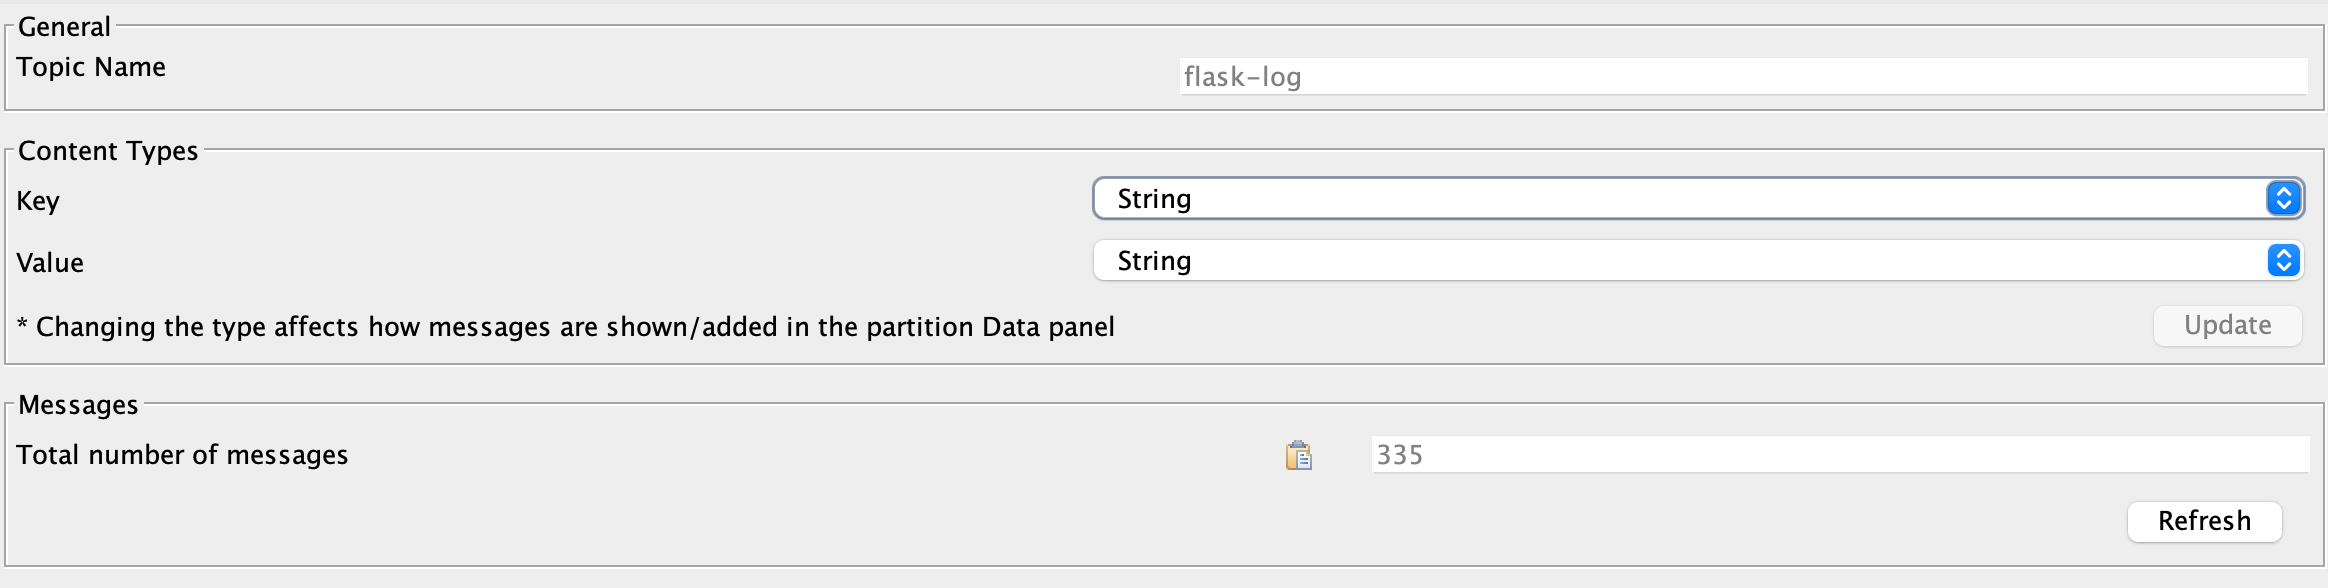 General
Topic Name
flask-log
Content Types
Key
String
Value
String
* Changing the type affects how messages are shown/added in the partition Data panel
Update
Messages
Total number of messages
335
Refresh